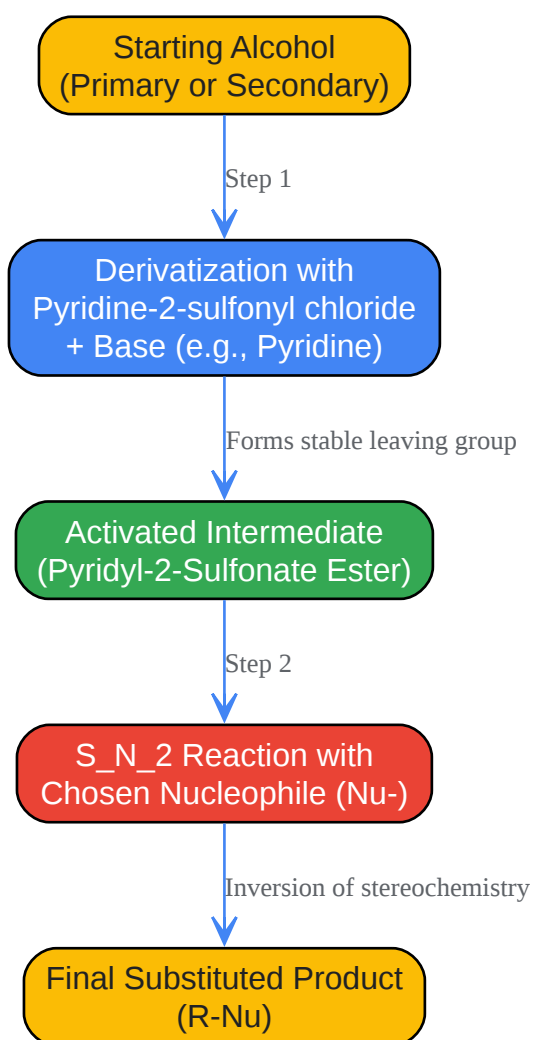 Starting Alcohol
(Primary or Secondary)
Step 1
Derivatization with
Pyridine-2-sulfonyl chloride
+ Base (e.g., Pyridine)
Forms stable leaving group
Activated Intermediate
(Pyridyl-2-Sulfonate Ester)
Step 2
S_N_2 Reaction with
Chosen Nucleophile (Nu-)
Inversion of stereochemistry
Final Substituted Product
(R-Nu)